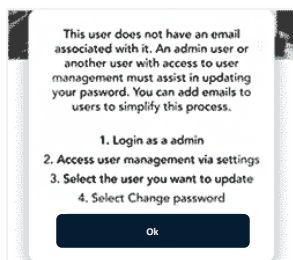 This user does not have an email
associated with it. An admin user or
another user with access to user
management must assist in updating
your password. You can add emails to
users to simplify this process.
1. Login as a admin
2. Access user management via settings
3. Select the user you want to update
4. Select Change password
Ok